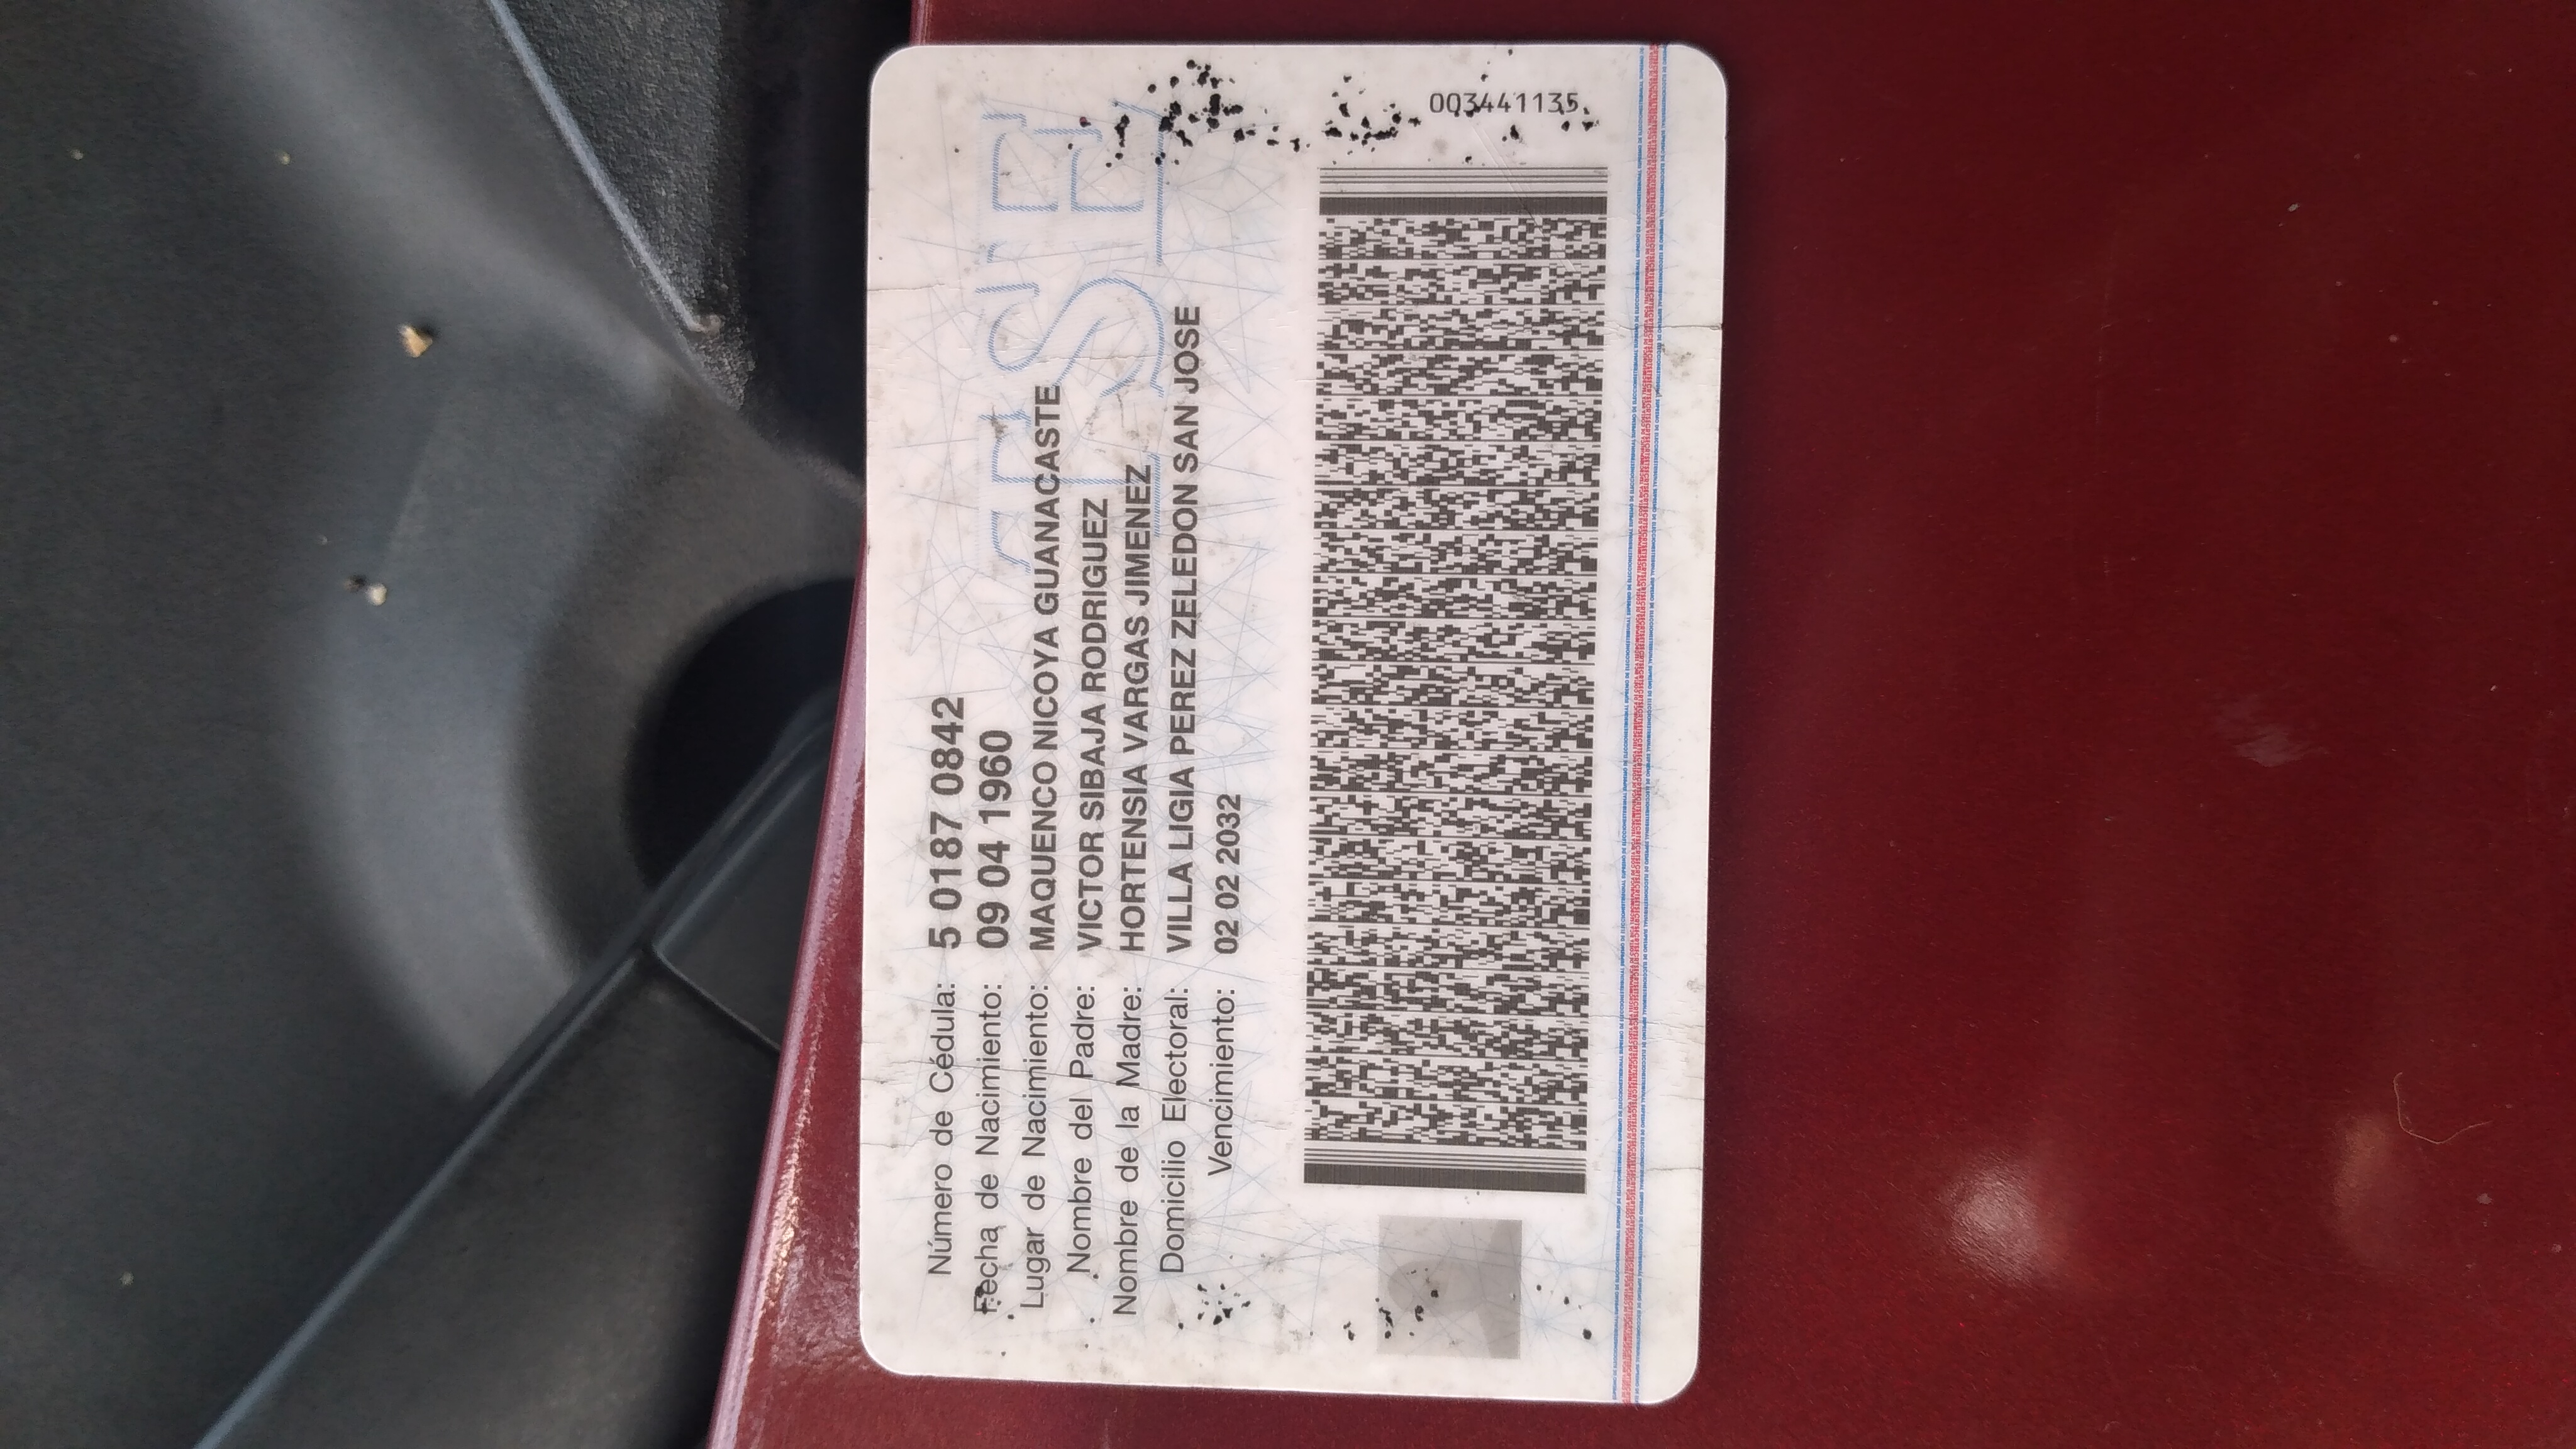 Número de Cédula: 5 0187 0842
Fecha de Nacimiento: 09 04 1960
Lugar de Nacimiento: MAQUENCO NICOYA GUANACASTE
Nombre del Padre: VICTOR SIBAJA RODRIGUEZ
Nombre de la Madre: HORTENSIA VARGAS JIMENEZ
Domicilio Electoral: VILLA LIGIA PEREZ ZELEDON SAN JOSE
Vencimiento: 02 02 2032
TSE
003441135